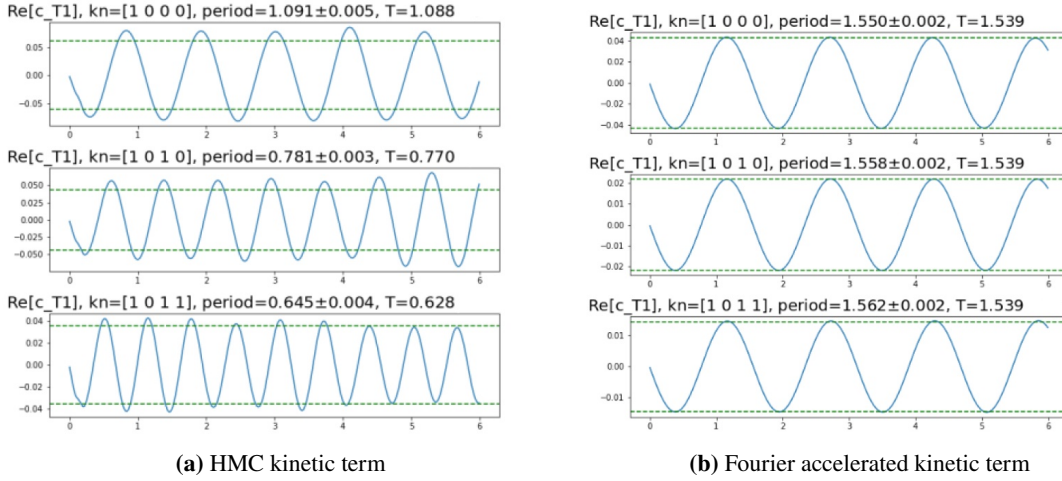 Re[c_T1], kn=[1 0 0 0], period=1.091±0.005, T=1.088
0.05
0.00
−0.05
0 1 2 3 4 5 6
Re[c_T1], kn=[1 0 1 0], period=0.781±0.003, T=0.770
0.050
0.025
0.000
−0.025
−0.050
0 1 2 3 4 5 6
Re[c_T1], kn=[1 0 1 1], period=0.645±0.004, T=0.628
0.04
0.02
0.00
−0.02
−0.04
0 1 2 3 4 5 6
(a) HMC kinetic term
Re[c_T1], kn=[1 0 0 0], period=1.550±0.002, T=1.539
0.04
0.02
0.00
−0.02
−0.04
0 1 2 3 4 5 6
Re[c_T1], kn=[1 0 1 0], period=1.558±0.002, T=1.539
0.02
0.01
0.00
−0.01
−0.02
0 1 2 3 4 5 6
Re[c_T1], kn=[1 0 1 1], period=1.562±0.002, T=1.539
0.01
0.00
−0.01
0 1 2 3 4 5 6
(b) Fourier accelerated kinetic term